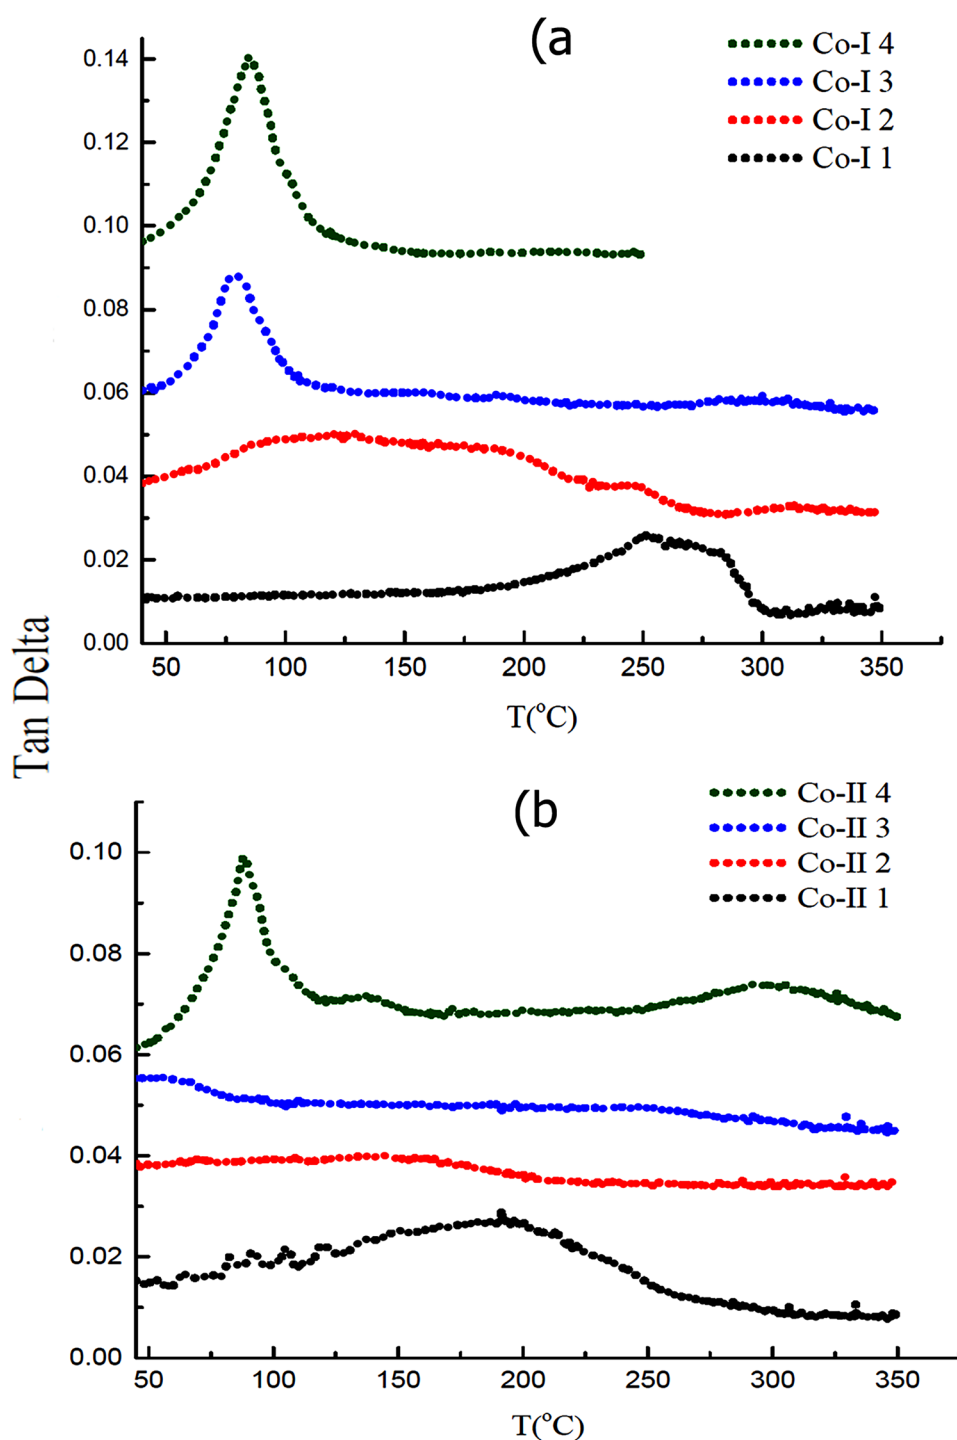 (a
Co-I 4
Co-I 3
Co-I 2
Co-I 1
0.14
0.12
0.10
0.08
0.06
0.04
0.02
0.00
50 100 150 200 250 300 350
T(°C)
Tan Delta
(b
Co-II 4
Co-II 3
Co-II 2
Co-II 1
0.10
0.08
0.06
0.04
0.02
0.00
50 100 150 200 250 300 350
T(°C)